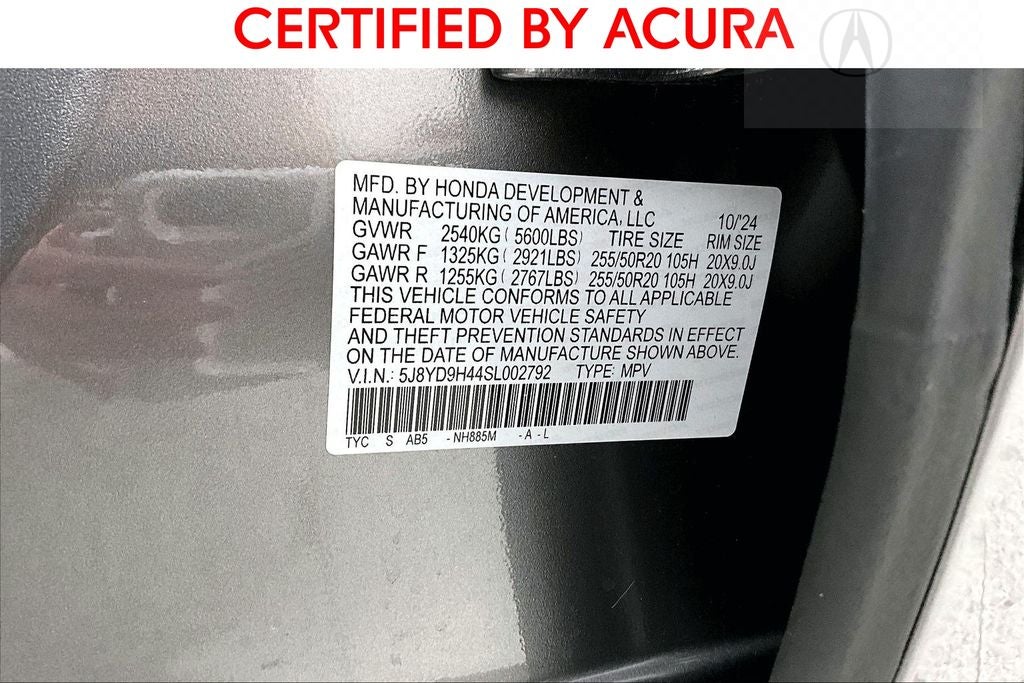 CERTIFIED BY ACURA
MFD. BY HONDA DEVELOPMENT &
MANUFACTURING OF AMERICA, LLC 10/'24
GVWR 2540KG ( 5600LBS) TIRE SIZE RIM SIZE
GAWR F 1325KG ( 2921LBS) 255/50R20 105H 20X9.0J
GAWR R 1255KG ( 2767LBS) 255/50R20 105H 20X9.0J
THIS VEHICLE CONFORMS TO ALL APPLICABLE
FEDERAL MOTOR VEHICLE SAFETY
AND THEFT PREVENTION STANDARDS IN EFFECT
ON THE DATE OF MANUFACTURE SHOWN ABOVE.
V.I.N.: 5J8YD9H44SL002792 TYPE: MPV
TYC S AB5 - NH885M - A - L